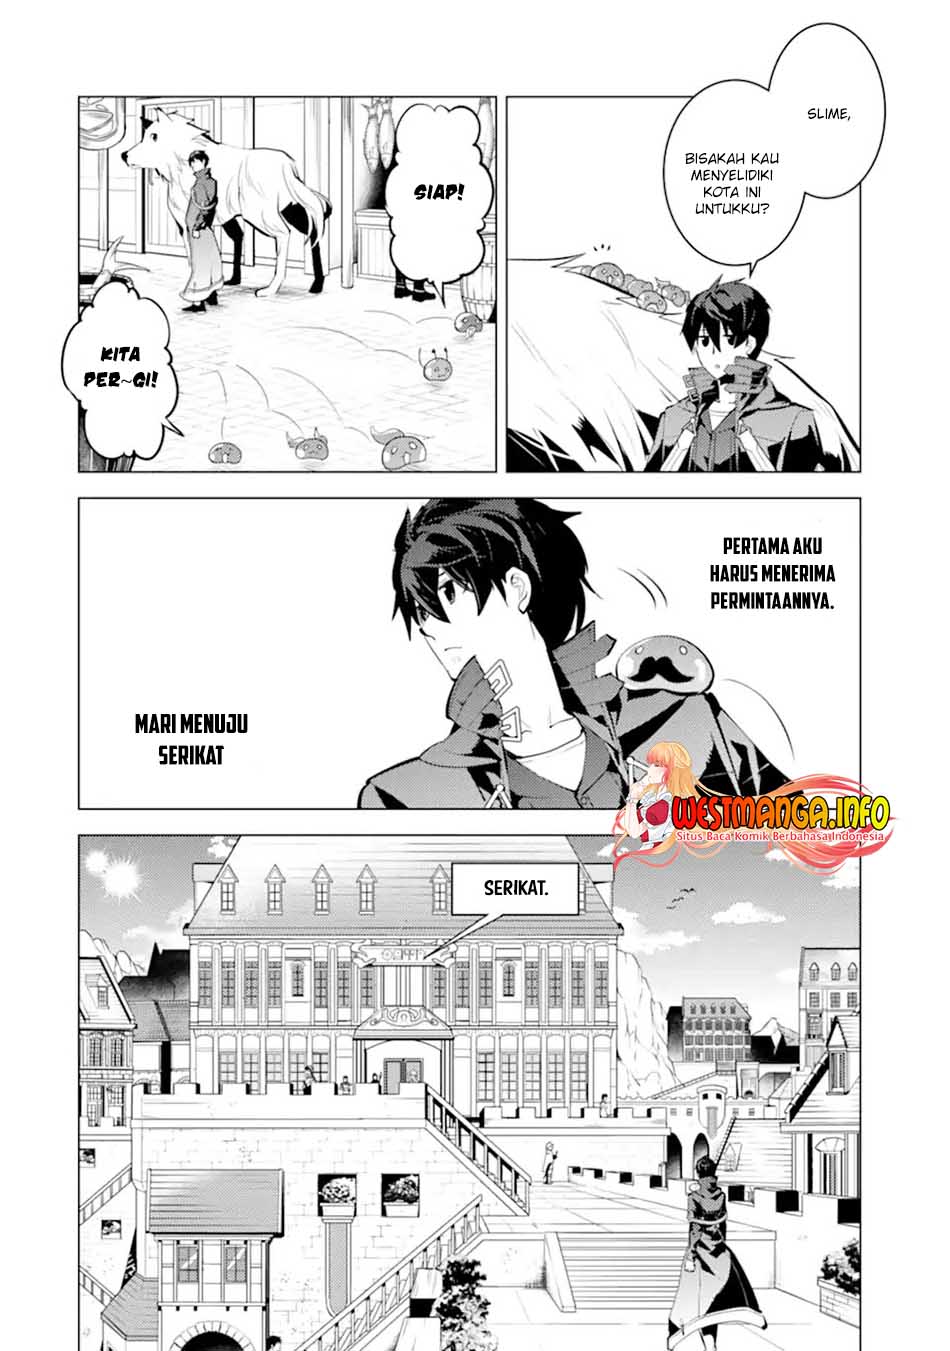 SLIME,
BISAKAH KAU
MENYELIDIKI
KOTA INI
UNTUKKU?
SIAP!
KITA
PER~GI!
PERTAMA AKU
HARUS MENERIMA
PERMINTAANNYA.
MARI MENUJU
SERIKAT
WESTMANGA.INFO
Situs Baca Komik Berbahasa Indonesia
SERIKAT.